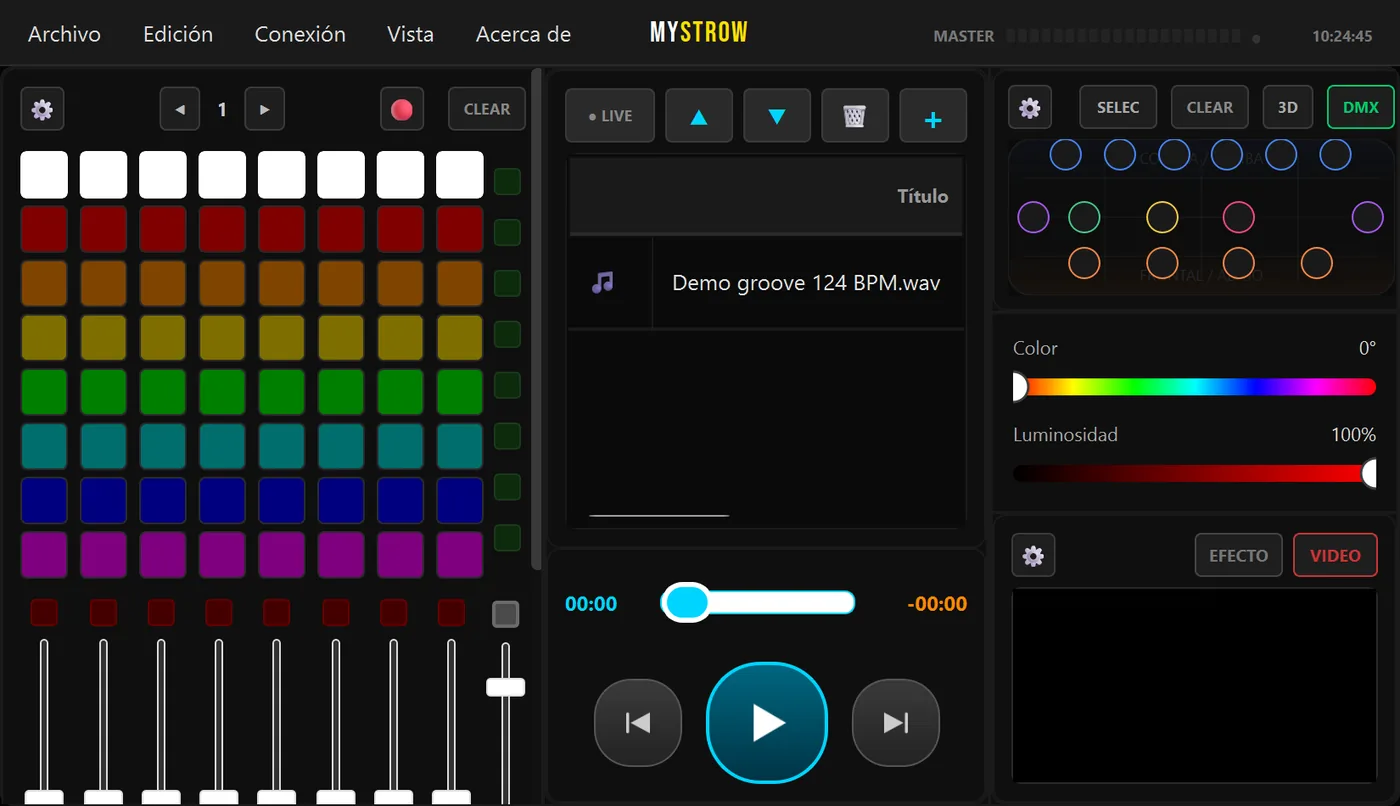 Archivo Edición Conexión Vista Acerca de MYSTROW MASTER 10:24:45
◀ 1 ▶ CLEAR
• LIVE ▲ ▼ +
SELEC CLEAR 3D DMX
Título
Demo groove 124 BPM.wav
Color 0°
Luminosidad 100%
00:00 -00:00
EFECTO VIDEO